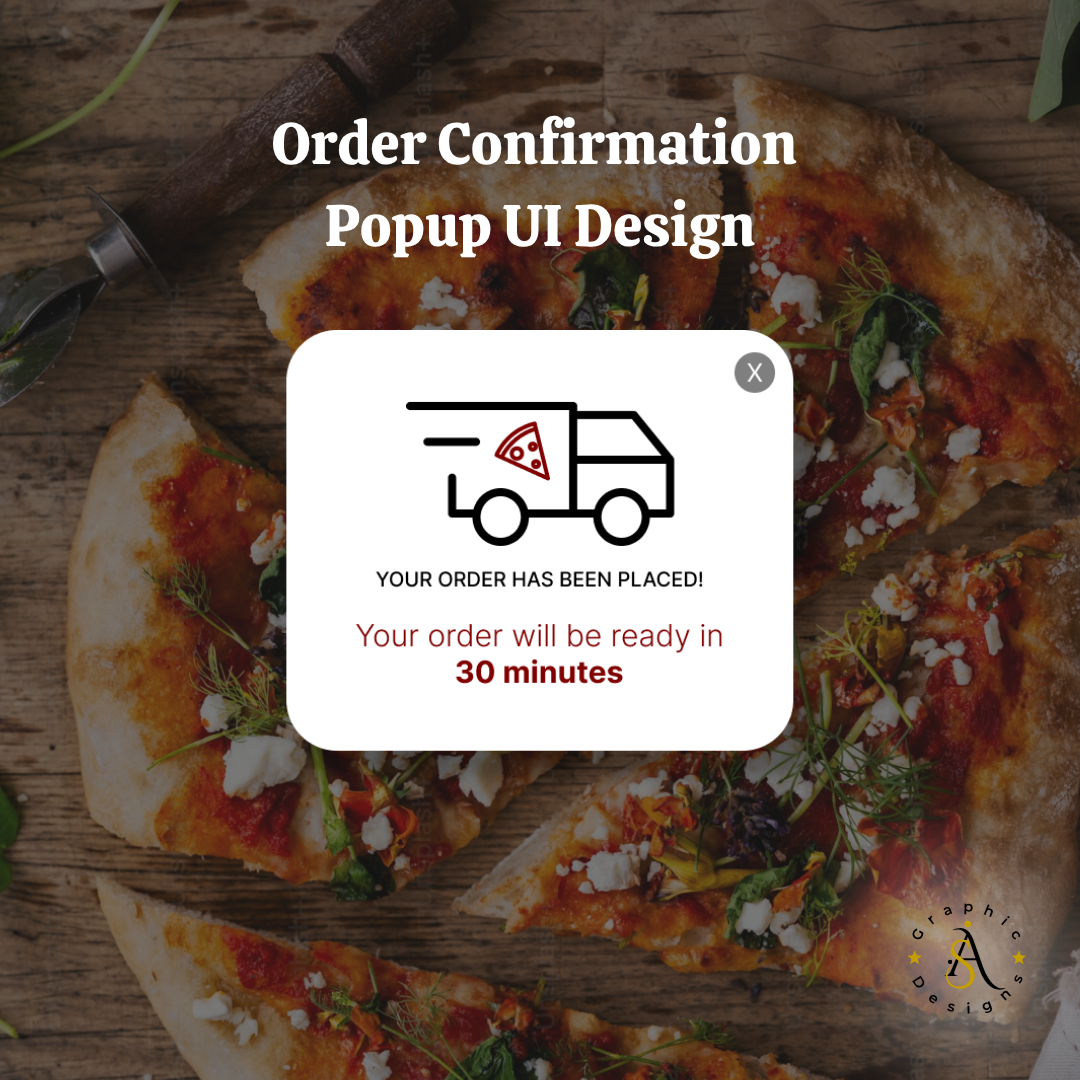 Order Confirmation
Popup UI Design
X
YOUR ORDER HAS BEEN PLACED!
Your order will be ready in
30 minutes
Graphic
SA
Designs